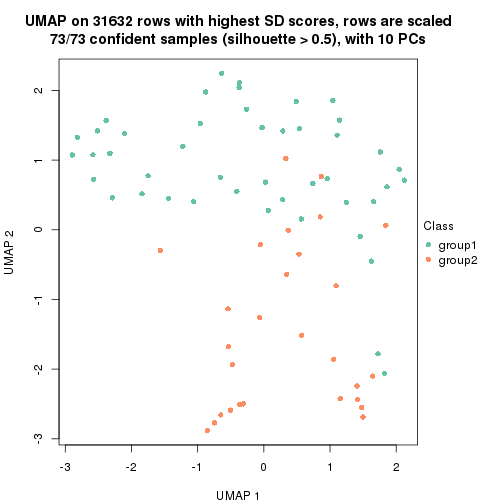 UMAP on 31632 rows with highest SD scores, rows are scaled
73/73 confident samples (silhouette > 0.5), with 10 PCs
UMAP 2
2
1
0
-1
-2
-3
-3
-2
-1
0
1
2
UMAP 1
Class
group1
group2